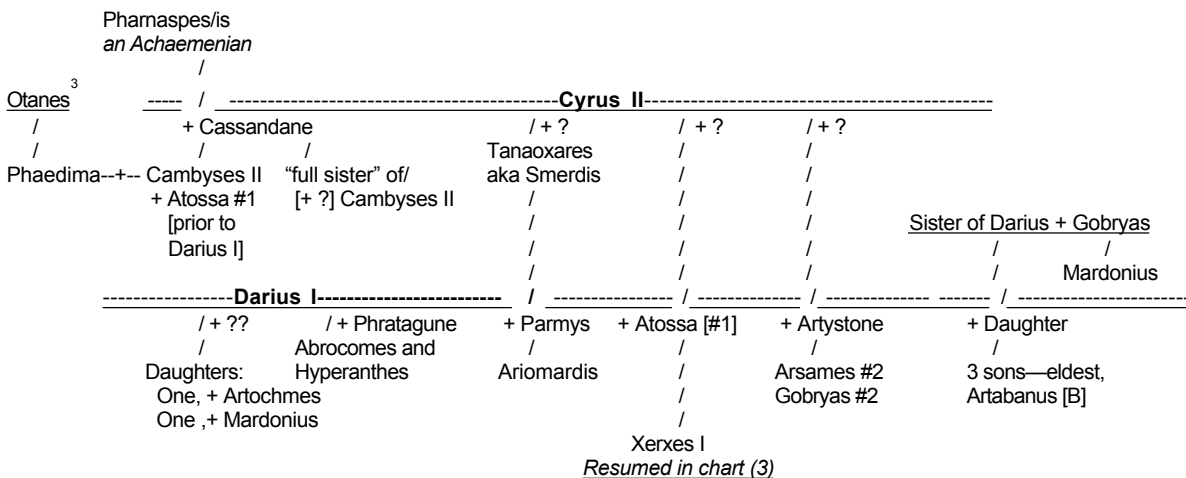 Pharnaspes/is
an Achaemenian
/
Otanes3 ----- / ------------------------------------------------Cyrus II---------------------------------------------------
/ + Cassandane / + ? / + ? / + ?
/ / / Tanaoxares / /
Phaedima--+-- Cambyses II “full sister” of/ aka Smerdis / /
+ Atossa #1 [+ ?] Cambyses II / / /
[prior to / / / Sister of Darius + Gobryas
Darius I] / / / / /
/ / / / Mardonius
------------------Darius I------------------------- / --------------- / ------------- / -------------- ------ / ---------------------
/ + ?? / + Phratagune + Parmys + Atossa [#1] + Artystone + Daughter
/ Abrocomes and / / / /
Daughters: Hyperanthes Ariomardis / Arsames #2 3 sons—eldest,
One, + Artochmes / Gobryas #2 Artabanus [B]
One ,+ Mardonius /
Xerxes I
Resumed in chart (3)